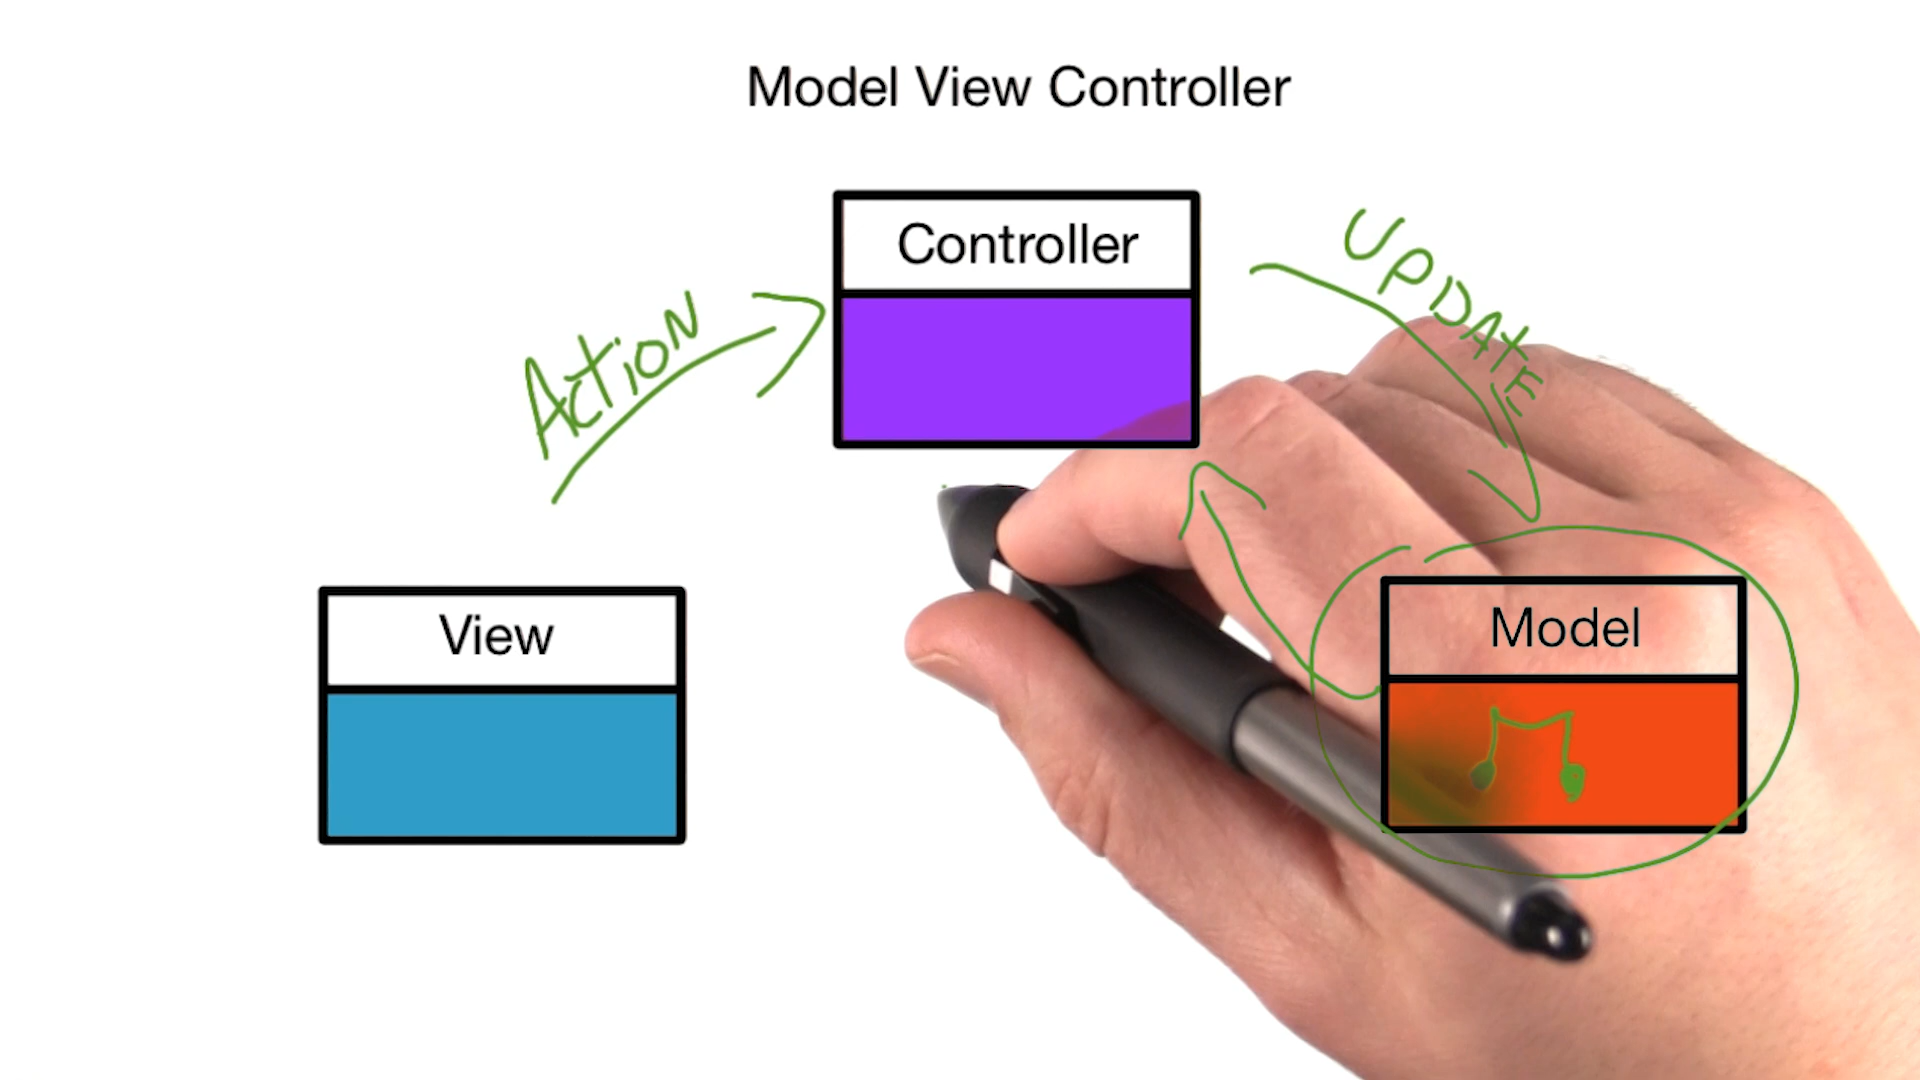 Model View Controller
Controller
UPDATE
ACtiON
View
Model